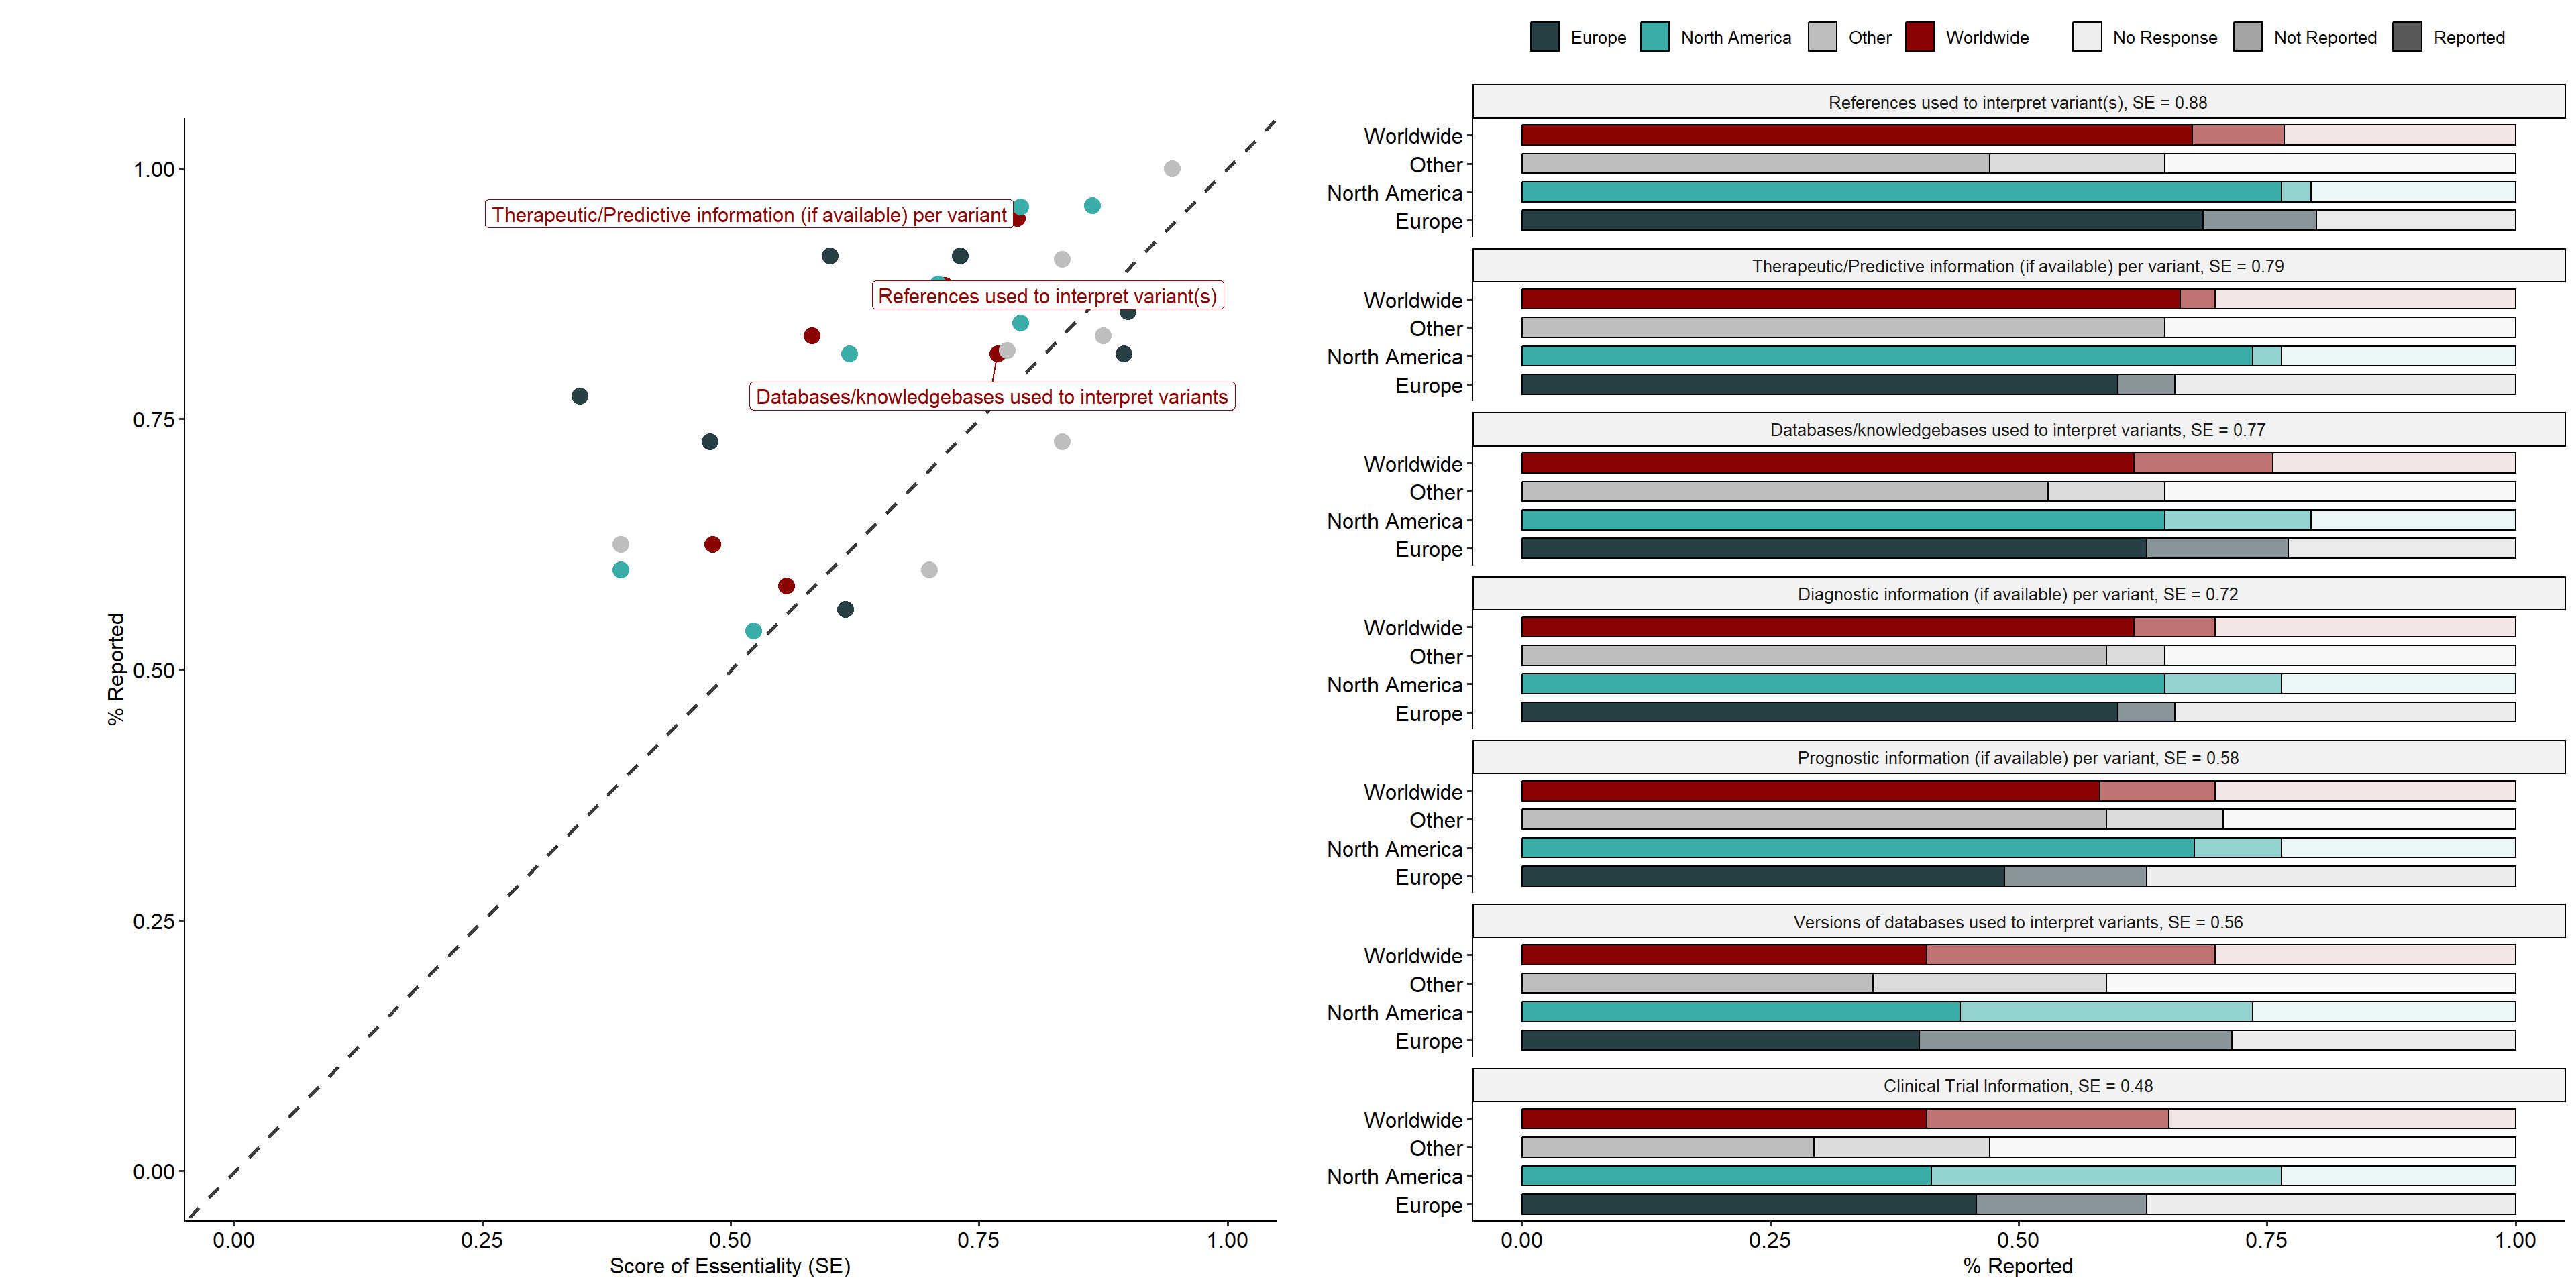 Europe North America Other Worldwide No Response Not Reported Reported
% Reported
1.00
0.75
0.50
0.25
0.00
Therapeutic/Predictive information (if available) per variant
References used to interpret variant(s)
Databases/knowledgebases used to interpret variants
0.00 0.25 0.50 0.75 1.00
Score of Essentiality (SE)
References used to interpret variant(s), SE = 0.88
Worldwide
Other
North America
Europe
Therapeutic/Predictive information (if available) per variant, SE = 0.79
Worldwide
Other
North America
Europe
Databases/knowledgebases used to interpret variants, SE = 0.77
Worldwide
Other
North America
Europe
Diagnostic information (if available) per variant, SE = 0.72
Worldwide
Other
North America
Europe
Prognostic information (if available) per variant, SE = 0.58
Worldwide
Other
North America
Europe
Versions of databases used to interpret variants, SE = 0.56
Worldwide
Other
North America
Europe
Clinical Trial Information, SE = 0.48
Worldwide
Other
North America
Europe
0.00 0.25 0.50 0.75 1.00
% Reported